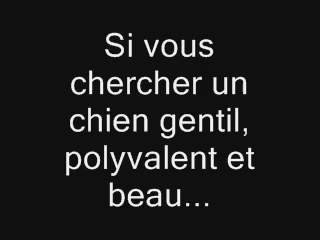 Si vous
chercher un
chien gentil,
polyvalent et
beau...